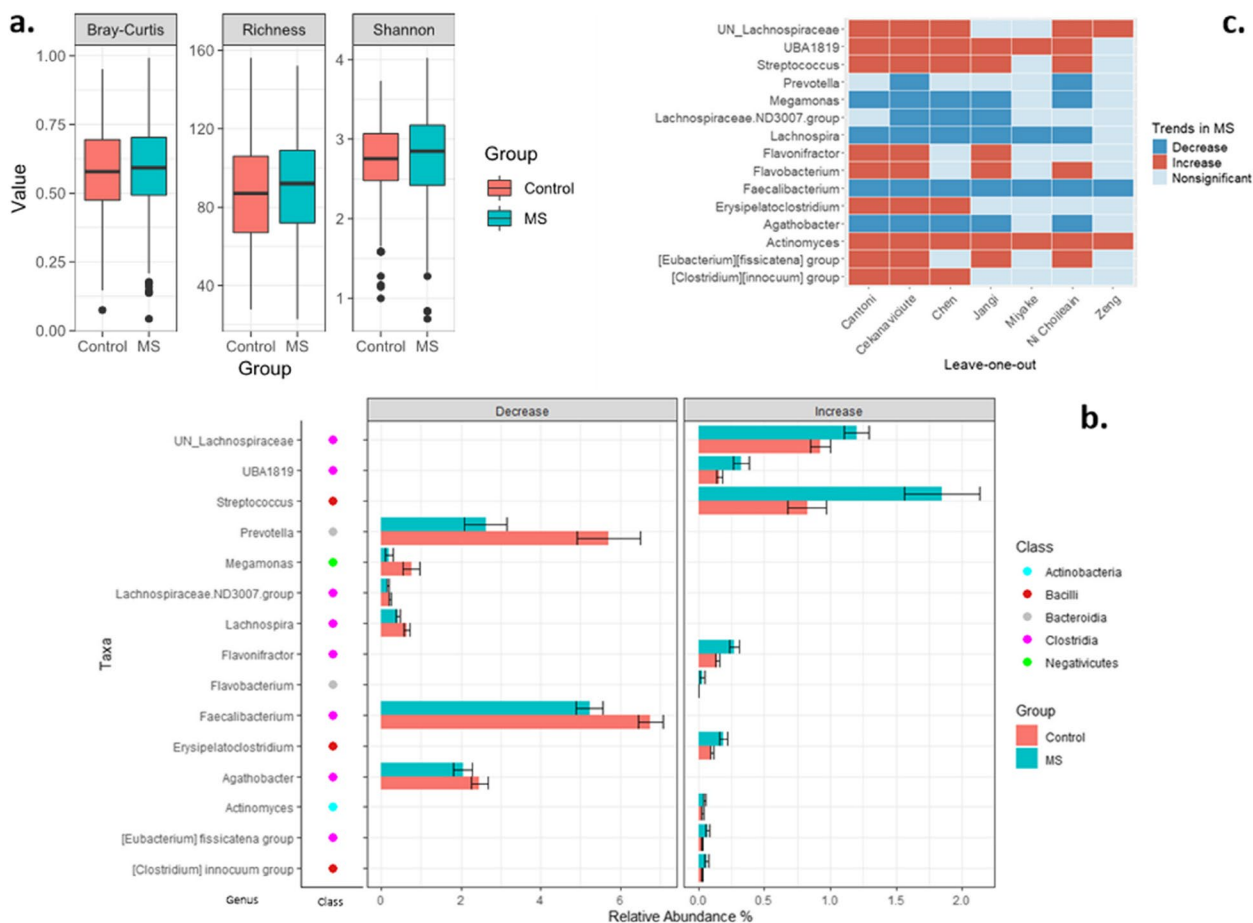 a.
Bray-Curtis
Richness
Shannon
Value
1.00
0.75
0.50
0.25
0.00
160
120
80
40
4
3
2
1
Control MS
Control MS
Control MS
Group
Group
Control
MS
c.
UN_Lachnospiraceae
UBA1819
Streptococcus
Prevotella
Megamonas
Lachnospiraceae.ND3007.group
Lachnospira
Flavonifractor
Flavobacterium
Faecalibacterium
Erysipelatoclostridium
Agathobacter
Actinomyces
[Eubacterium][fissicatena] group
[Clostridium][innocuum] group
Cantoni
Cekanaviciute
Chen
Jangi
Miyake
Ni Choileain
Zeng
Leave-one-out
Trends in MS
Decrease
Increase
Nonsignificant
b.
Decrease
Increase
Taxa
UN_Lachnospiraceae
UBA1819
Streptococcus
Prevotella
Megamonas
Lachnospiraceae.ND3007.group
Lachnospira
Flavonifractor
Flavobacterium
Faecalibacterium
Erysipelatoclostridium
Agathobacter
Actinomyces
[Eubacterium] fissicatena group
[Clostridium] innocuum group
Genus
Class
0 2 4 6
0.0 0.5 1.0 1.5 2.0
Relative Abundance %
Class
Actinobacteria
Bacilli
Bacteroidia
Clostridia
Negativicutes
Group
Control
MS